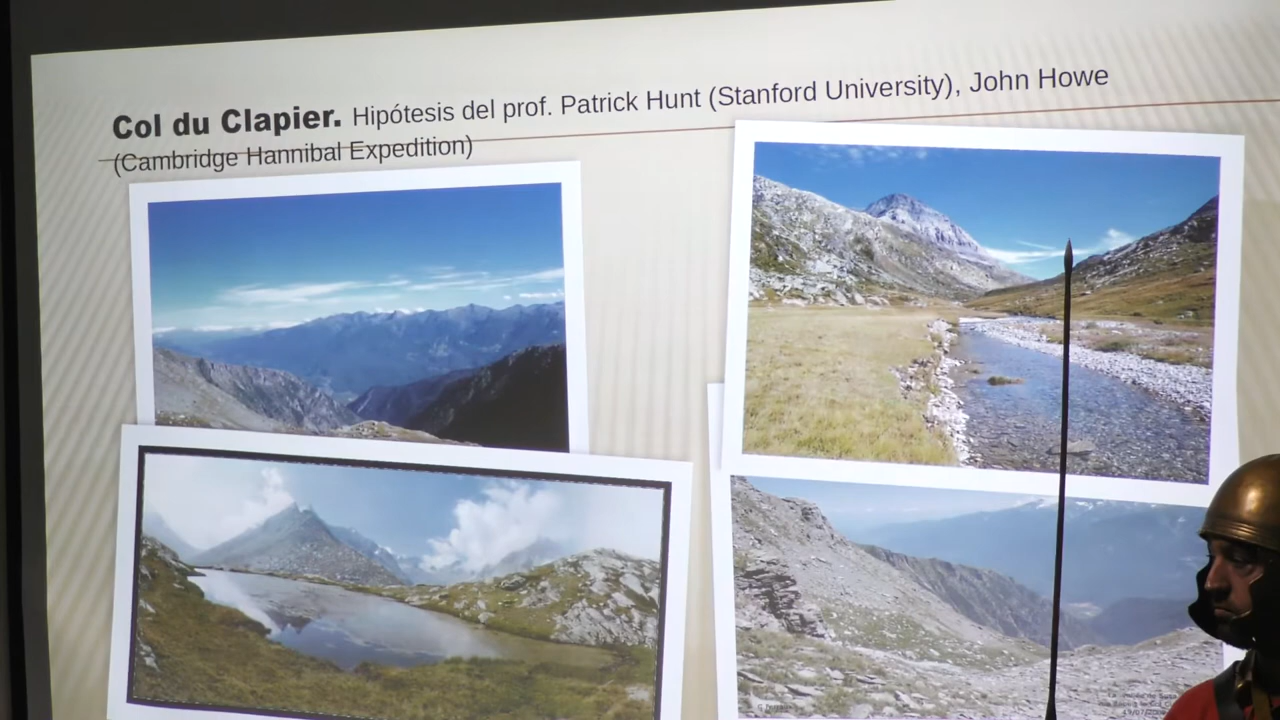 Col du Clapier. Hipótesis del prof. Patrick Hunt (Stanford University), John Howe
(Cambridge Hannibal Expedition)